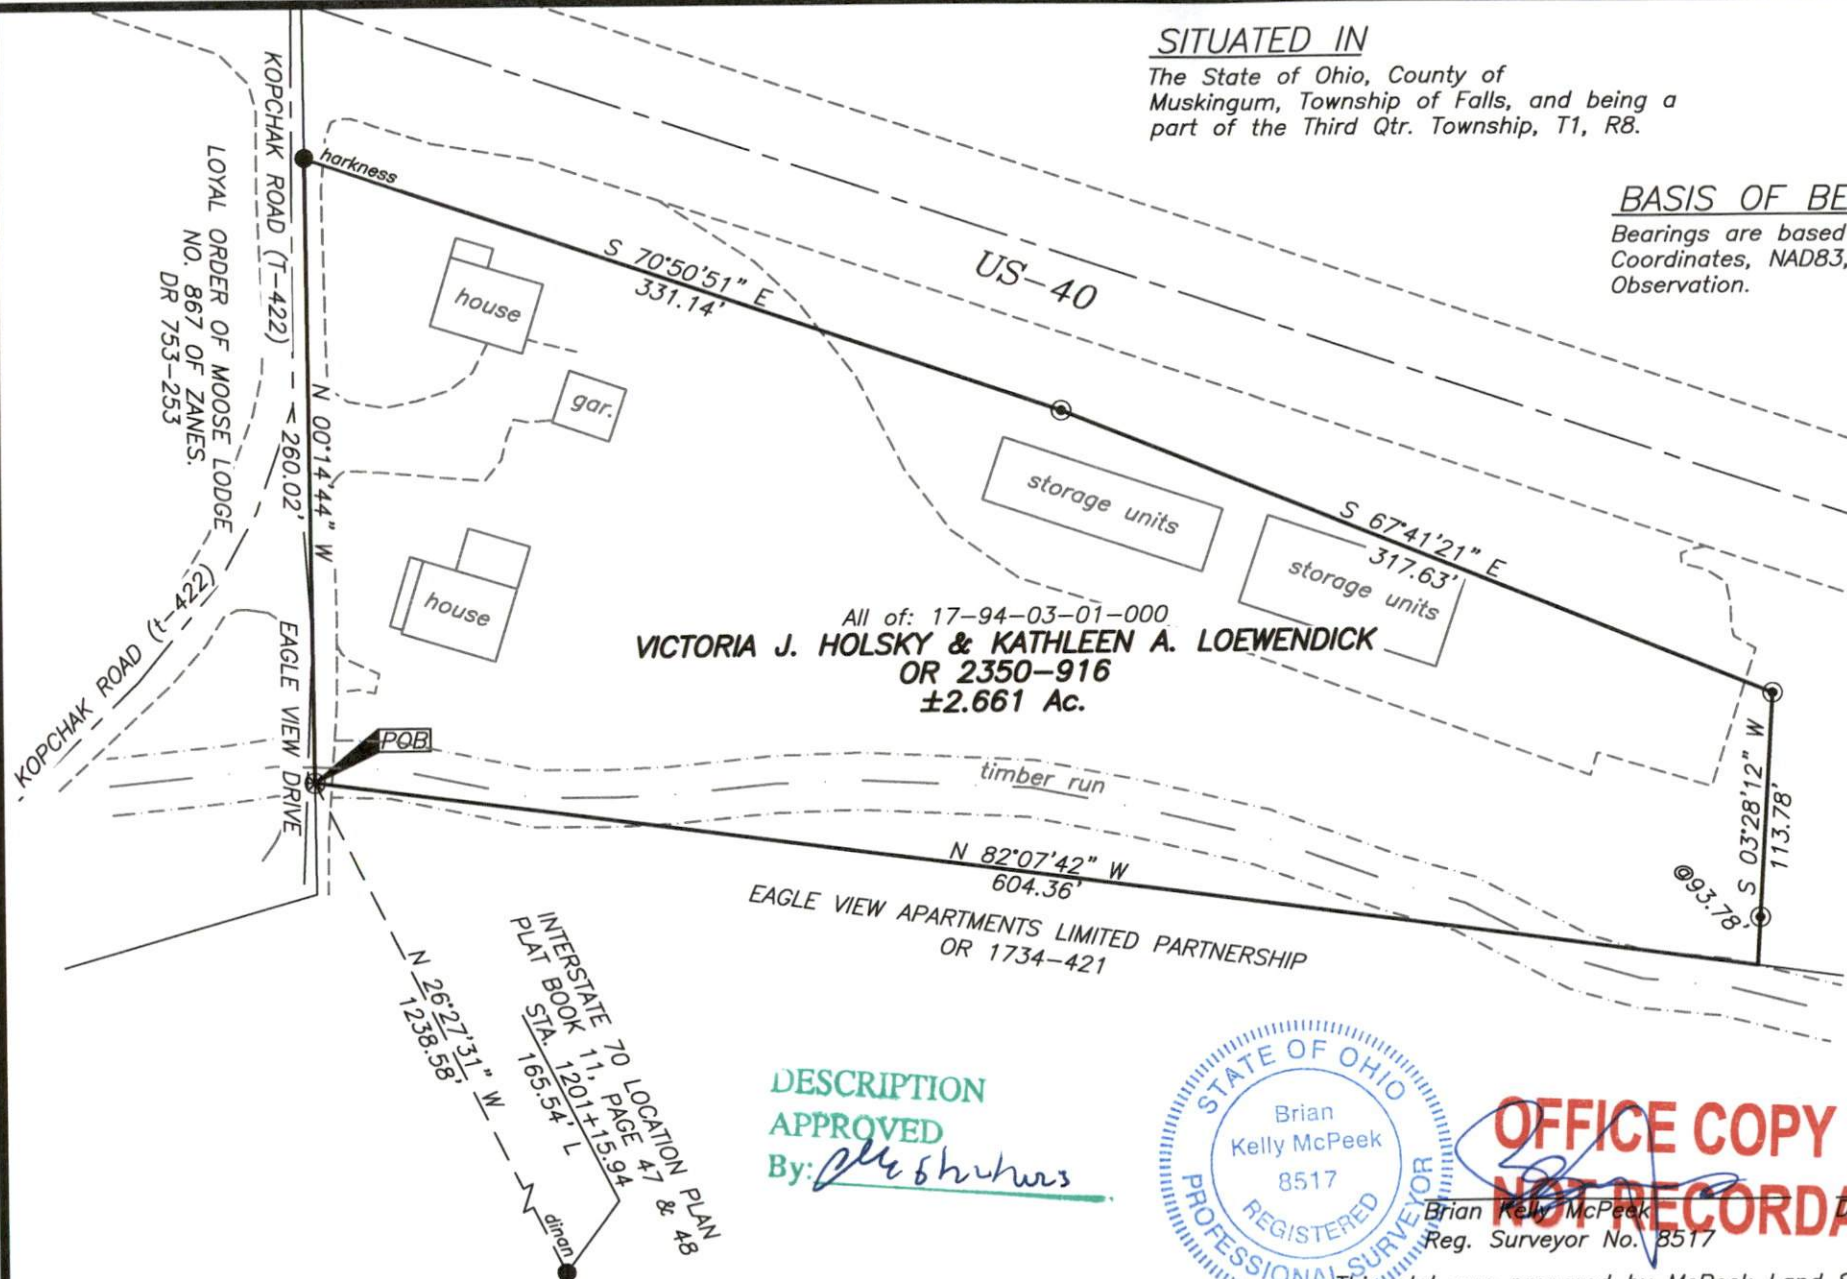 SITUATED IN
The State of Ohio, County of
Muskingum, Township of Falls, and being a
part of the Third Qtr. Township, T1, R8.
BASIS OF BE
Bearings are based
Coordinates, NAD83,
Observation.
KOPCHAK ROAD (T-422)
LOYAL ORDER OF MOOSE LODGE
NO. 867 OF ZANES.
DR 753-253
harkness
S 70°50'51" E
331.14'
US-40
house
gar.
N 00°14'44" W
260.02'
storage units
S 67°41'21" E
317.63'
storage units
house
All of: 17-94-03-01-000
VICTORIA J. HOLSKY & KATHLEEN A. LOEWENDICK
OR 2350-916
±2.661 Ac.
KOPCHAK ROAD (t-422)
EAGLE VIEW DRIVE
POB
timber run
S 03°28'12" W
113.78'
@93.78'
N 82°07'42" W
604.36'
EAGLE VIEW APARTMENTS LIMITED PARTNERSHIP
OR 1734-421
N 26°27'31" W
1238.58'
INTERSTATE 70 LOCATION PLAN
PLAT BOOK 11, PAGE 47 & 48
STA. 1201+15.94
165.54' L
dinan
DESCRIPTION
APPROVED
By:
STATE OF OHIO
Brian
Kelly McPeek
8517
REGISTERED
PROFESSIONAL SURVEYOR
OFFICE COPY
NOT RECORDA
Brian Kelly McPeek
Reg. Surveyor No. 8517